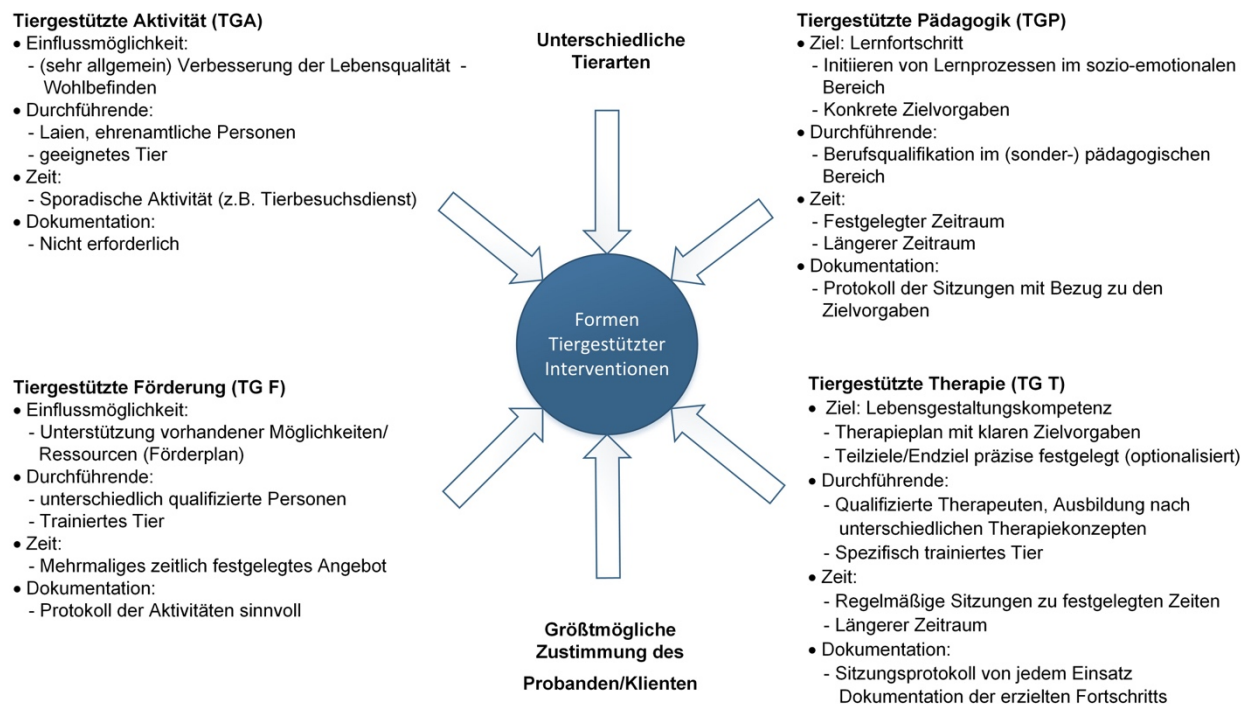 Tiergestützte Aktivität (TGA)
• Einflussmöglichkeit:
- (sehr allgemein) Verbesserung der Lebensqualität -
Wohlbefinden
• Durchführende:
- Laien, ehrenamtliche Personen
- geeignetes Tier
• Zeit:
- Sporadische Aktivität (z.B. Tierbesuchsdienst)
• Dokumentation:
- Nicht erforderlich
Unterschiedliche
Tierarten
Tiergestützte Pädagogik (TGP)
• Ziel: Lernfortschritt
- Initiieren von Lernprozessen im sozio-emotionalen
Bereich
- Konkrete Zielvorgaben
• Durchführende:
- Berufsqualifikation im (sonder-) pädagogischen
Bereich
• Zeit:
- Festgelegter Zeitraum
- Längerer Zeitraum
• Dokumentation:
- Protokoll der Sitzungen mit Bezug zu den
Zielvorgaben
Formen
Tiergestützter
Interventionen
Tiergestützte Förderung (TG F)
• Einflussmöglichkeit:
- Unterstützung vorhandener Möglichkeiten/
Ressourcen (Förderplan)
• Durchführende:
- unterschiedlich qualifizierte Personen
- Trainiertes Tier
• Zeit:
- Mehrmaliges zeitlich festgelegtes Angebot
• Dokumentation:
- Protokoll der Aktivitäten sinnvoll
Größtmögliche
Zustimmung des
Probanden/Klienten
Tiergestützte Therapie (TG T)
• Ziel: Lebensgestaltungskompetenz
- Therapieplan mit klaren Zielvorgaben
- Teilziele/Endziel präzise festgelegt (optionalisiert)
• Durchführende:
- Qualifizierte Therapeuten, Ausbildung nach
unterschiedlichen Therapiekonzepten
- Spezifisch trainiertes Tier
• Zeit:
- Regelmäßige Sitzungen zu festgelegten Zeiten
- Längerer Zeitraum
• Dokumentation:
- Sitzungsprotokoll von jedem Einsatz
Dokumentation der erzielten Fortschritts